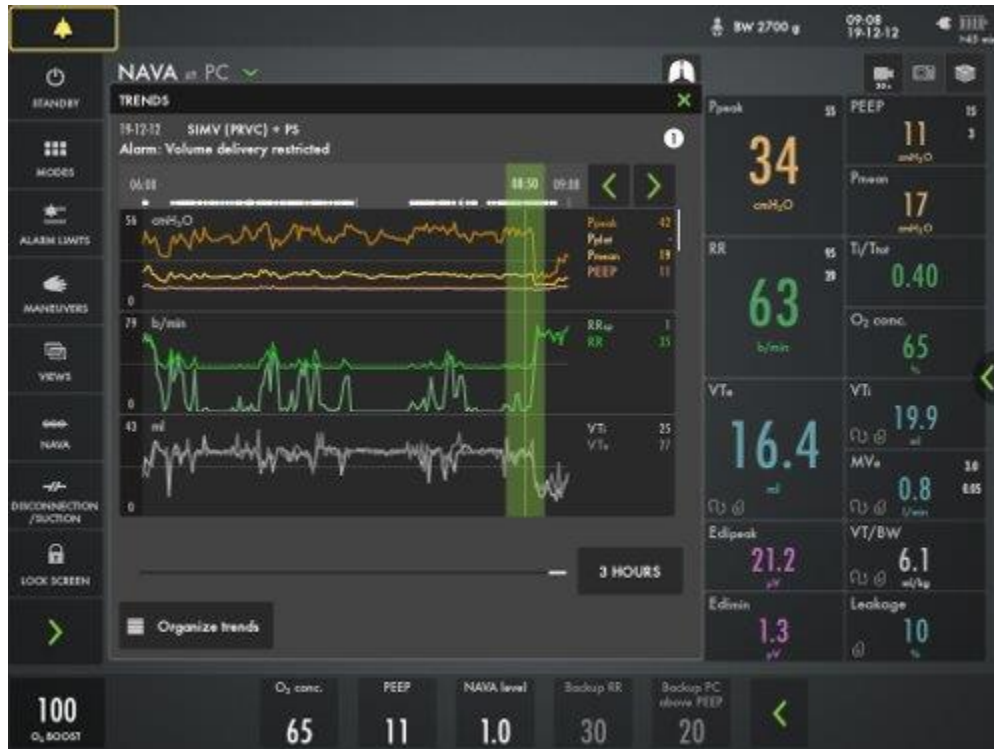 BW 2700 g
09:08
19-12-12
STANDBY
MODES
ALARM LIMITS
MANEUVERS
VIEWS
NAVA
DISCONNECTION
/SUCTION
LOCK SCREEN
NAVA PC
TRENDS
19-12-12 SIMV (PRVC) + PS
Alarm: Volume delivery restricted
1
06:08 08:50 09:08
56 cmH2O
0
Ppeak 42
Pplat -
Pmean 19
PEEP 11
79 b/min
0
RRsp 1
RR 35
43 ml
0
VTi 25
VTe 27
3 HOURS
Organize trends
Ppeak 55
34
cmH2O
PEEP 15
11 3
cmH2O
Pmean
17
cmH2O
RR 95
63
b/min
Ti/Ttot
0.40
O2 conc.
65
%
VTe
16.4
ml
VTi
19.9
ml
MVe 3.0
0.8 0.05
l/min
Edipeak
21.2
µV
VT/BW
6.1
ml/kg
Edimin
1.3
µV
Leakage
10
%
100
O2 BOOST
O2 conc.
65
PEEP
11
NAVA level
1.0
Backup RR
30
Backup PC
above PEEP
20